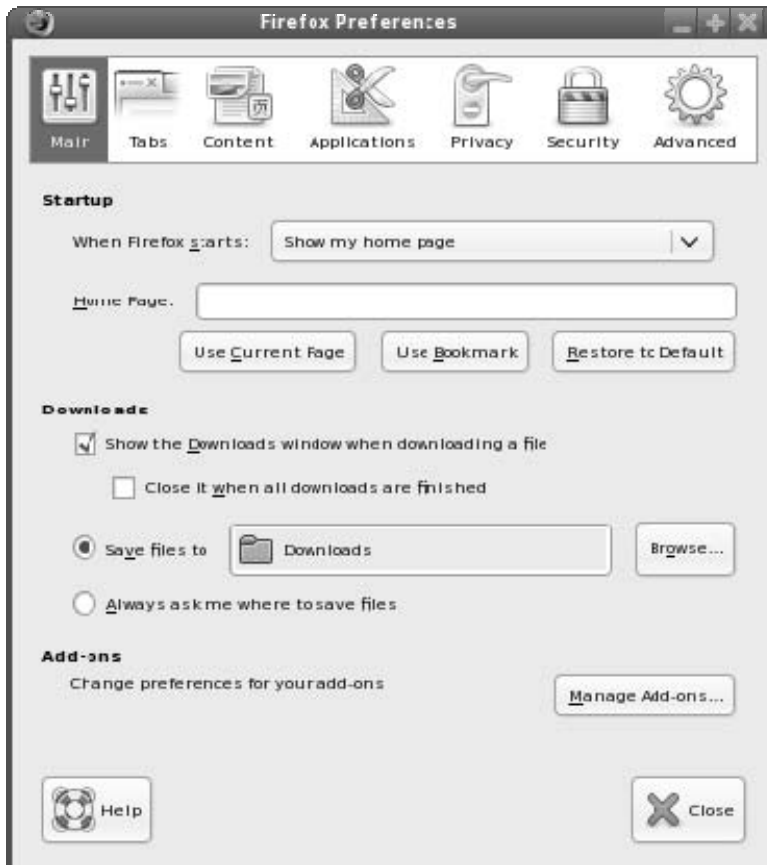 Firefox Preferences
Main
Tabs
Content
页
Applications
Privacy
Security
Advanced
Startup
When Firefox starts:
Show my home page
Home Page:
Use Current Page
Use Bookmark
Restore to Default
Downloads
Show the Downloads window when downloading a file
Close it when all downloads are finished
Save files to
Downloads
Browse...
Always ask me where to save files
Add-ons
Change preferences for your add-ons
Manage Add-ons...
Help
Close